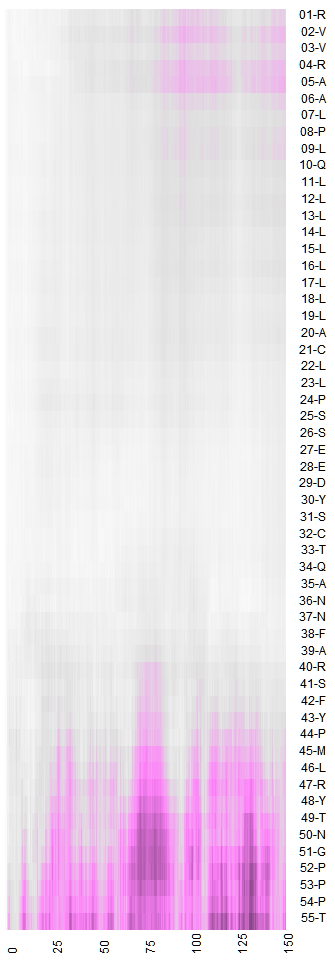 01-R
02-V
03-V
04-R
05-A
06-A
07-L
08-P
09-L
10-Q
11-L
12-L
13-L
14-L
15-L
16-L
17-L
18-L
19-L
20-A
21-C
22-L
23-L
24-P
25-S
26-S
27-E
28-E
29-D
30-Y
31-S
32-C
33-T
34-Q
35-A
36-N
37-N
38-F
39-A
40-R
41-S
42-F
43-Y
44-P
45-M
46-L
47-R
48-Y
49-T
50-N
51-G
52-P
53-P
54-P
55-T
0 25 50 75 100 125 150